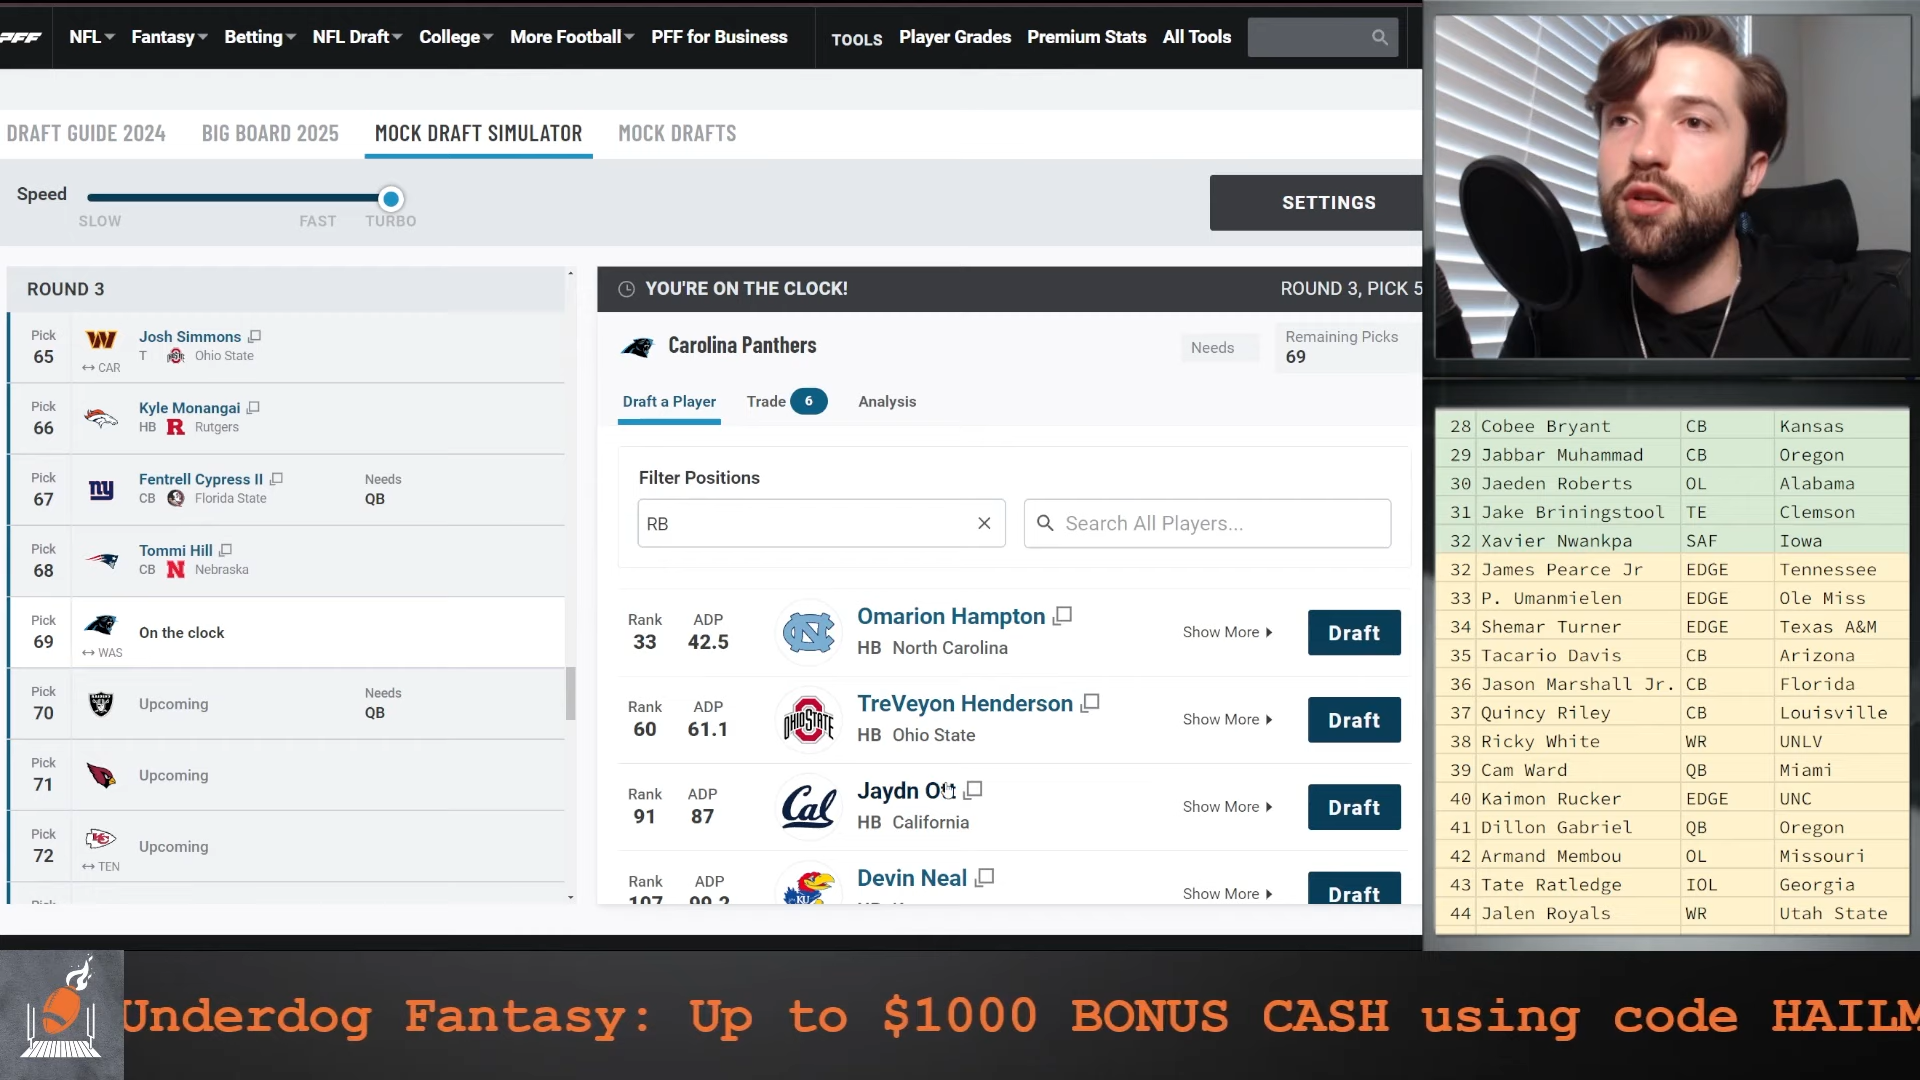 PFF
NFL
Fantasy
Betting
NFL Draft
College
More Football
PFF for Business
TOOLS
Player Grades
Premium Stats
All Tools
DRAFT GUIDE 2024
BIG BOARD 2025
MOCK DRAFT SIMULATOR
MOCK DRAFTS
Speed
SLOW
FAST
TURBO
SETTINGS
ROUND 3
Pick
65
CAR
Josh Simmons
T Ohio State
Pick
66
Kyle Monangai
HB R Rutgers
Pick
67
ny
Fentrell Cypress II
CB Florida State
Needs
QB
Pick
68
Tommi Hill
CB N Nebraska
Pick
69
WAS
On the clock
Pick
70
Upcoming
Needs
QB
Pick
71
Upcoming
Pick
72
TEN
Upcoming
YOU'RE ON THE CLOCK!
ROUND 3, PICK 5
Carolina Panthers
Needs
Remaining Picks
69
Draft a Player
Trade 6
Analysis
Filter Positions
RB
Search All Players...
Rank
33
ADP
42.5
Omarion Hampton
HB North Carolina
Show More
Draft
Rank
60
ADP
61.1
OHIO STATE
TreVeyon Henderson
HB Ohio State
Show More
Draft
Rank
91
ADP
87
Cal
Jaydn Ott
HB California
Show More
Draft
Rank
107
ADP
99.2
KU
Devin Neal
HB
Show More
Draft
28 Cobee Bryant CB Kansas
29 Jabbar Muhammad CB Oregon
30 Jaeden Roberts OL Alabama
31 Jake Briningstool TE Clemson
32 Xavier Nwankpa SAF Iowa
32 James Pearce Jr EDGE Tennessee
33 P. Umanmielen EDGE Ole Miss
34 Shemar Turner EDGE Texas A&M
35 Tacario Davis CB Arizona
36 Jason Marshall Jr. CB Florida
37 Quincy Riley CB Louisville
38 Ricky White WR UNLV
39 Cam Ward QB Miami
40 Kaimon Rucker EDGE UNC
41 Dillon Gabriel QB Oregon
42 Armand Membou OL Missouri
43 Tate Ratledge IOL Georgia
44 Jalen Royals WR Utah State
Underdog Fantasy: Up to $1000 BONUS CASH using code HAILM